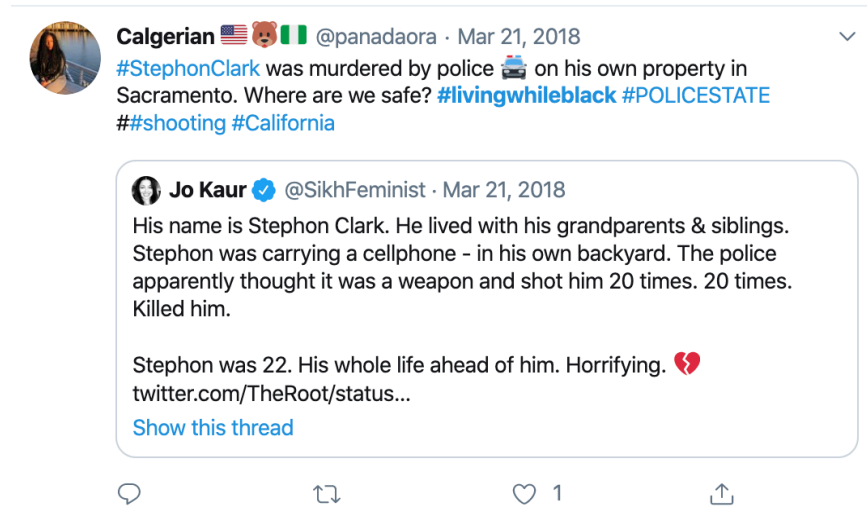 Calgerian 🇺🇸🐻🇳🇬 @panadaora · Mar 21, 2018
#StephonClark was murdered by police 🚔 on his own property in
Sacramento. Where are we safe? #livingwhileblack #POLICESTATE
##shooting #California
Jo Kaur @SikhFeminist · Mar 21, 2018
His name is Stephon Clark. He lived with his grandparents & siblings.
Stephon was carrying a cellphone - in his own backyard. The police
apparently thought it was a weapon and shot him 20 times. 20 times.
Killed him.
Stephon was 22. His whole life ahead of him. Horrifying. 💔
twitter.com/TheRoot/status...
Show this thread
1